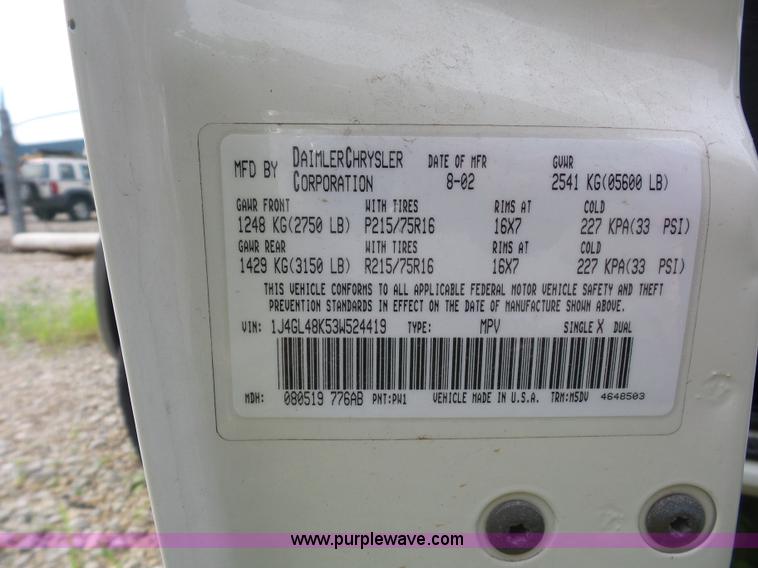 MFD BY DAIMLERCHRYSLER CORPORATION DATE OF MFR 8-02 GVWR 2541 KG(05600 LB)
GAWR FRONT WITH TIRES RIMS AT COLD
1248 KG(2750 LB) P215/75R16 16X7 227 KPA(33 PSI)
GAWR REAR WITH TIRES RIMS AT COLD
1429 KG(3150 LB) R215/75R16 16X7 227 KPA(33 PSI)
THIS VEHICLE CONFORMS TO ALL APPLICABLE FEDERAL MOTOR VEHICLE SAFETY AND THEFT
PREVENTION STANDARDS IN EFFECT ON THE DATE OF MANUFACTURE SHOWN ABOVE.
VIN: 1J4GL48K53W524419 TYPE: MPV SINGLE X DUAL
MDH: 080519 776AB PNT:PW1 VEHICLE MADE IN U.S.A. TRM:MSDV 4648503
www.purplewave.com